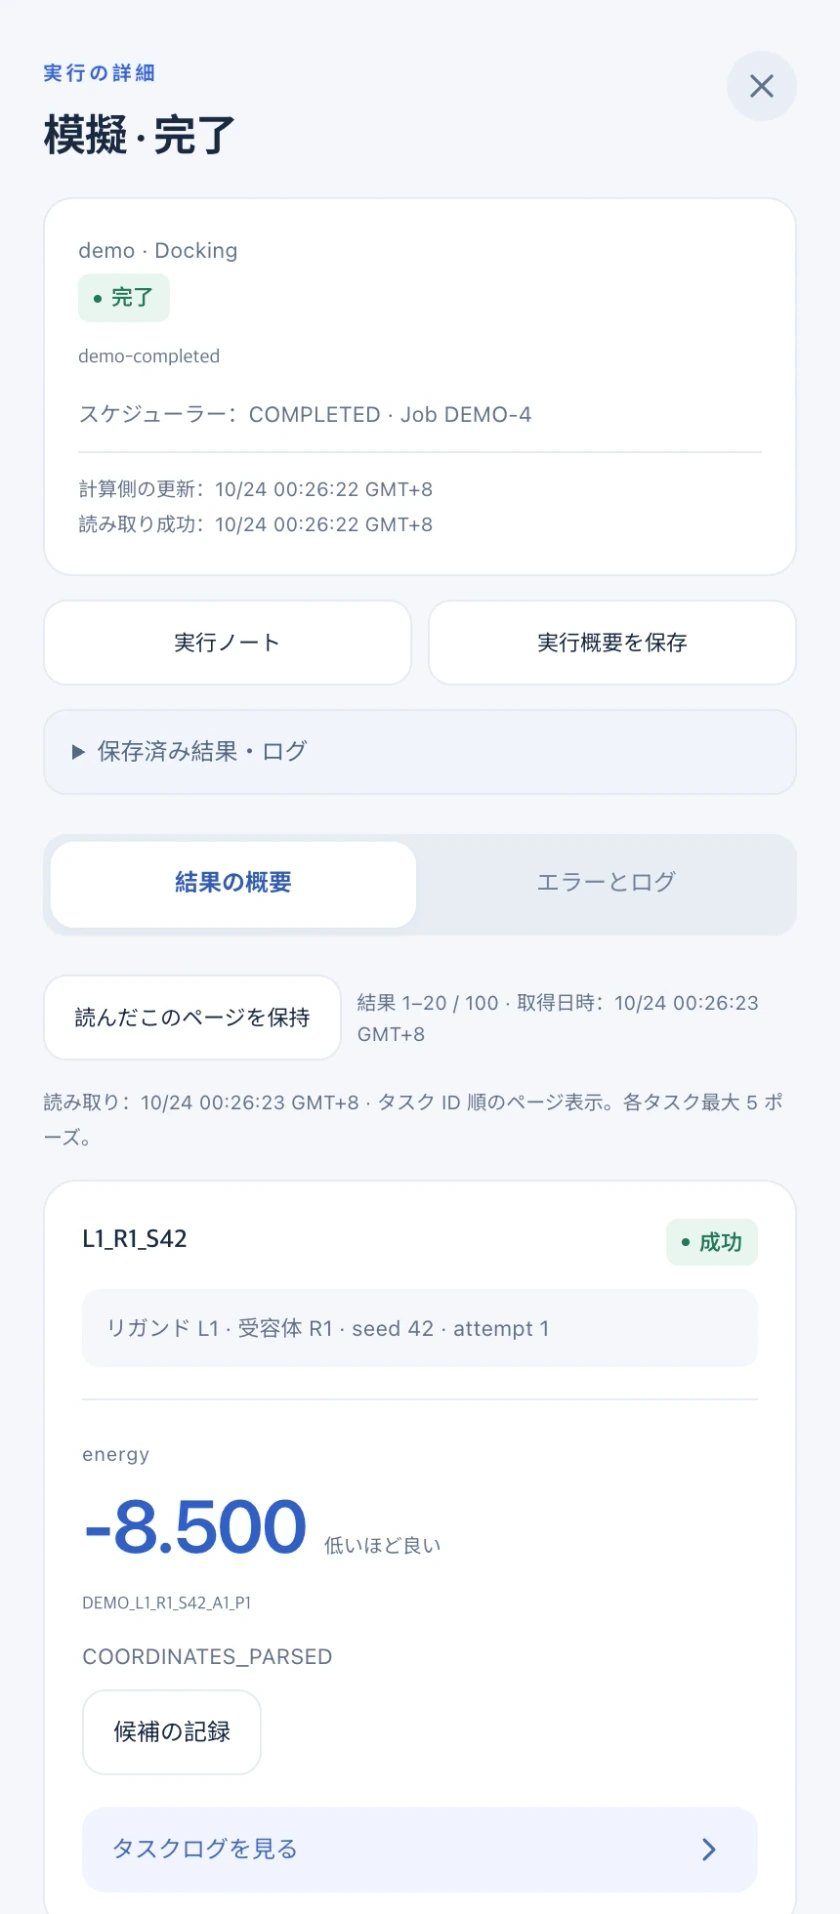 実行の詳細
模擬 · 完了
demo · Docking
• 完了
demo-completed
スケジューラー：COMPLETED · Job DEMO-4
計算側の更新：10/24 00:26:22 GMT+8
読み取り成功：10/24 00:26:22 GMT+8
実行ノート
実行概要を保存
▶ 保存済み結果・ログ
結果の概要
エラーとログ
読んだこのページを保持
結果 1–20 / 100 · 取得日時：10/24 00:26:23
GMT+8
読み取り：10/24 00:26:23 GMT+8 · タスク ID 順のページ表示。各タスク最大 5 ポ
ーズ。
L1_R1_S42
• 成功
リガンド L1 · 受容体 R1 · seed 42 · attempt 1
energy
-8.500 低いほど良い
DEMO_L1_R1_S42_A1_P1
COORDINATES_PARSED
候補の記録
タスクログを見る